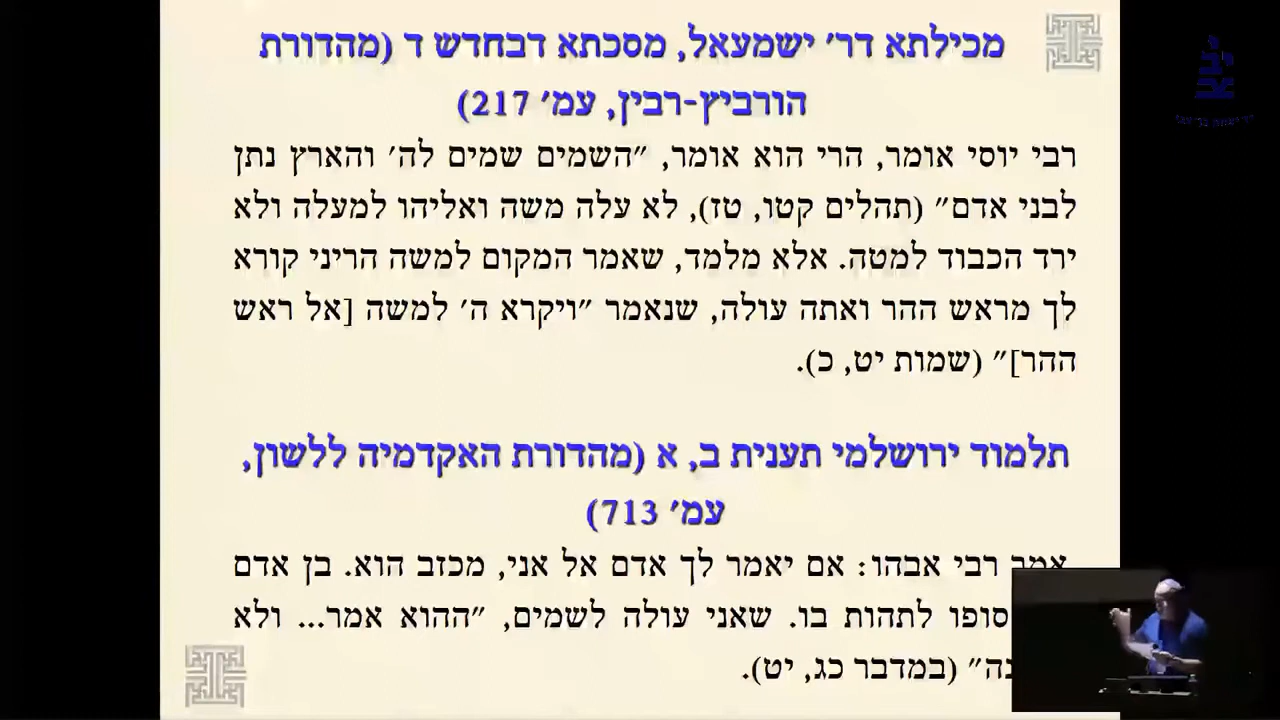 מכילתא דר׳ ישמעאל, מסכתא דבחדש ד (מהדורת
הורביץ-רבין, עמ׳ 217)
רבי יוסי אומר, הרי הוא אומר, ״השמים שמים לה׳ והארץ נתן
לבני אדם״ (תהלים קטו, טז), לא עלה משה ואליהו למעלה ולא
ירד הכבוד למטה. אלא מלמד, שאמר המקום למשה הריני קורא
לך מראש ההר ואתה עולה, שנאמר ״ויקרא ה׳ למשה [אל ראש
ההר]״ (שמות יט, כ).
תלמוד ירושלמי תענית ב, א (מהדורת האקדמיה ללשון,
עמ׳ 713)
אמר רבי אבהו: אם יאמר לך אדם אל אני, מכזב הוא. בן אדם
סופו לתהות בו. שאני עולה לשמים, ״ההוא אמר... ולא
(במדבר כג, יט).